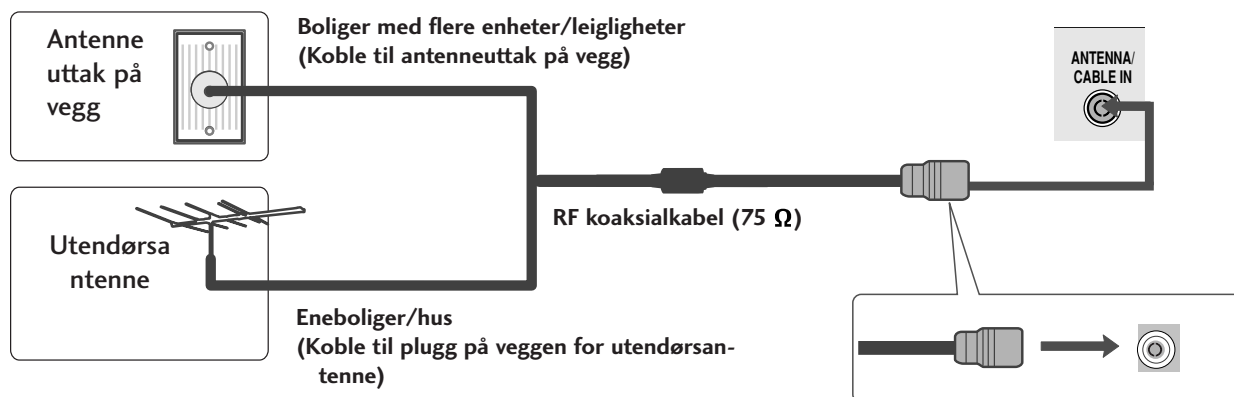 Antenne
uttak på
vegg
Boliger med flere enheter/leigligheter
(Koble til antenneuttak på vegg)
ANTENNA/
CABLE IN
RF koaksialkabel (75 Ω)
Utendørsa
ntenne
Eneboliger/hus
(Koble til plugg på veggen for utendørsan-
tenne)